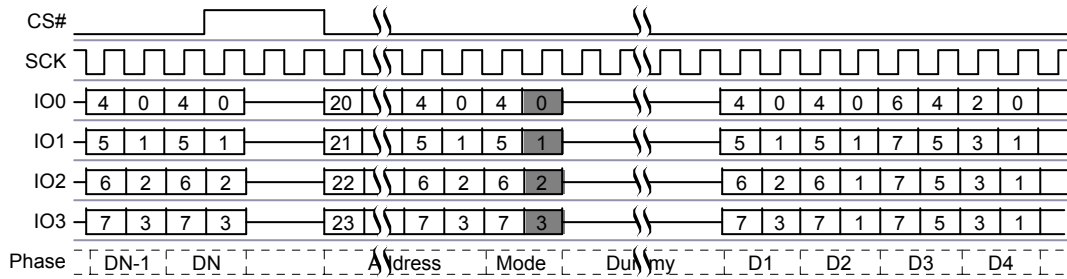 CS#
SCK
IO0 4 0 4 0 20 4 0 4 0 4 0 4 0 6 4 2 0
IO1 5 1 5 1 21 5 1 5 1 5 1 5 1 7 5 3 1
IO2 6 2 6 2 22 6 2 6 2 6 2 6 1 7 5 3 1
IO3 7 3 7 3 23 7 3 7 3 7 3 7 1 7 5 3 1
Phase DN-1 DN Address Mode Dummy D1 D2 D3 D4